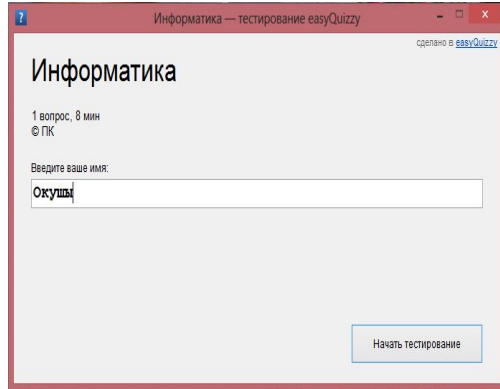 Информатика — тестирование easyQuizzy
сделано в easyQuizzy
Информатика
1 вопрос, 8 мин
© ПК
Введите ваше имя:
Окушы
Начать тестирование